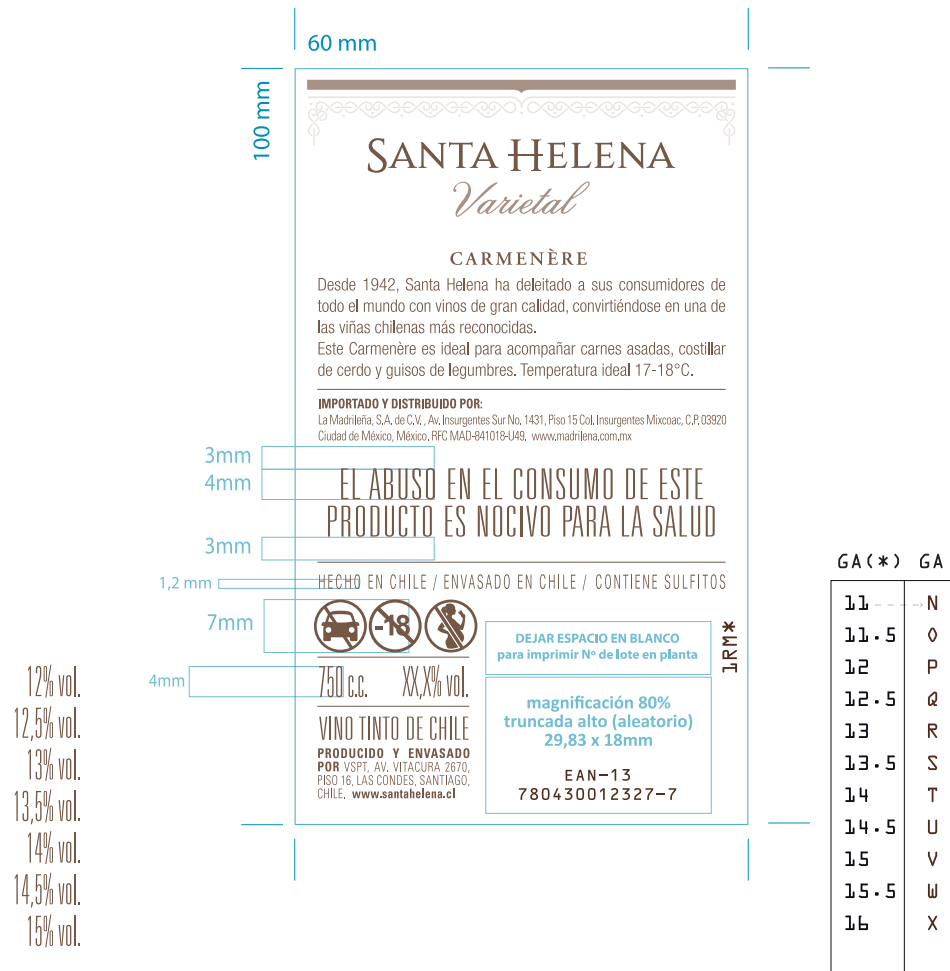 60 mm
100 mm
SANTA HELENA
Varietal
CARMENÈRE
Desde 1942, Santa Helena ha deleitado a sus consumidores de
todo el mundo con vinos de gran calidad, convirtiéndose en una de
las viñas chilenas más reconocidas.
Este Carmenère es ideal para acompañar carnes asadas, costillar
de cerdo y guisos de legumbres. Temperatura ideal 17-18°C.
IMPORTADO Y DISTRIBUIDO POR:
La Madrileña, S.A. de C.V. , Av. Insurgentes Sur No. 1431, Piso 15 Col. Insurgentes Mixcoac, C.P. 03920
Ciudad de México, México. RFC MAD-841018-U49. www.madrilena.com.mx
3mm
4mm
EL ABUSO EN EL CONSUMO DE ESTE
PRODUCTO ES NOCIVO PARA LA SALUD
3mm
1,2 mm
HECHO EN CHILE / ENVASADO EN CHILE / CONTIENE SULFITOS
7mm
-18
DEJAR ESPACIO EN BLANCO
para imprimir Nº de lote en planta
1RM*
4mm
750 c.c. XX,X% vol.
VINO TINTO DE CHILE
PRODUCIDO Y ENVASADO
POR VSPT, AV. VITACURA 2670,
PISO 16, LAS CONDES, SANTIAGO,
CHILE. www.santahelena.cl
magnificación 80%
truncada alto (aleatorio)
29,83 x 18mm
EAN-13
780430012327-7
12% vol.
12,5% vol.
13% vol.
13,5% vol.
14% vol.
14,5% vol.
15% vol.
GA(*) GA
11 N
11.5 O
12 P
12.5 Q
13 R
13.5 S
14 T
14.5 U
15 V
15.5 W
16 X